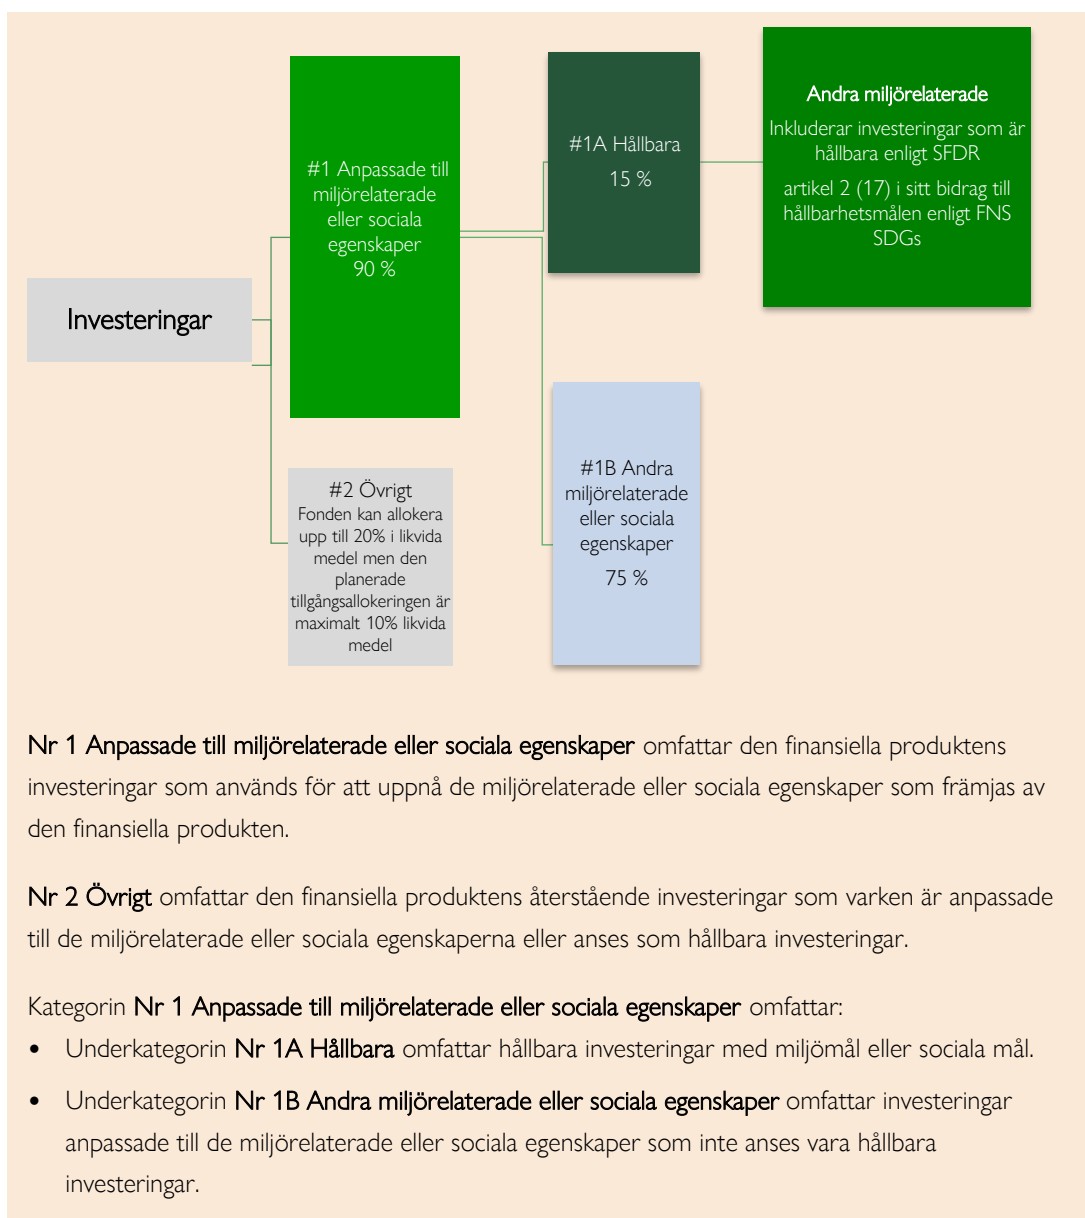 Investeringar
#1 Anpassade till
miljörelaterade
eller sociala
egenskaper
90 %
#2 Övrigt
Fonden kan allokera
upp till 20% i likvida
medel men den
planerade
tillgångsallokeringen är
maximalt 10% likvida
medel
#1A Hållbara
15 %
#1B Andra
miljörelaterade
eller sociala
egenskaper
75 %
Andra miljörelaterade
Inkluderar investeringar som är
hållbara enligt SFDR
artikel 2 (17) i sitt bidrag till
hållbarhetsmålen enligt FNS
SDGs
Nr 1 Anpassade till miljörelaterade eller sociala egenskaper omfattar den finansiella produktens
investeringar som används för att uppnå de miljörelaterade eller sociala egenskaper som främjas av
den finansiella produkten.
Nr 2 Övrigt omfattar den finansiella produktens återstående investeringar som varken är anpassade
till de miljörelaterade eller sociala egenskaperna eller anses som hållbara investeringar.
Kategorin Nr 1 Anpassade till miljörelaterade eller sociala egenskaper omfattar:
• Underkategorin Nr 1A Hållbara omfattar hållbara investeringar med miljömål eller sociala mål.
• Underkategorin Nr 1B Andra miljörelaterade eller sociala egenskaper omfattar investeringar
anpassade till de miljörelaterade eller sociala egenskaper som inte anses vara hållbara
investeringar.